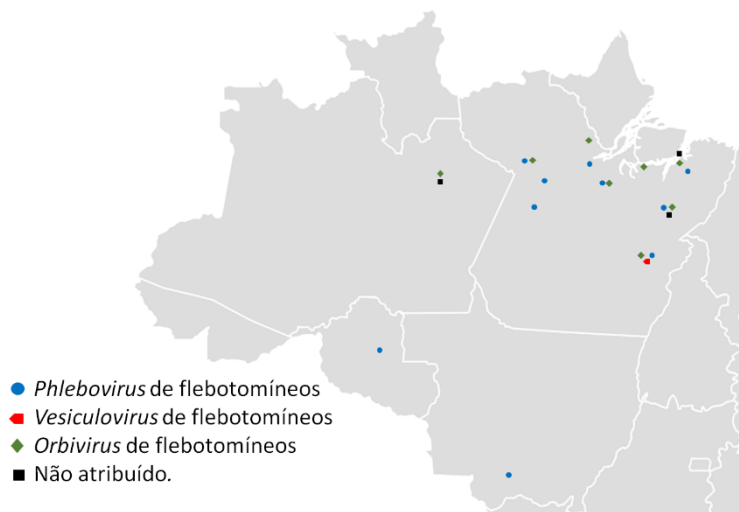 Phlebovirus de flebotomíneos
Vesiculovirus de flebotomíneos
Orbivirus de flebotomíneos
Não atribuído.